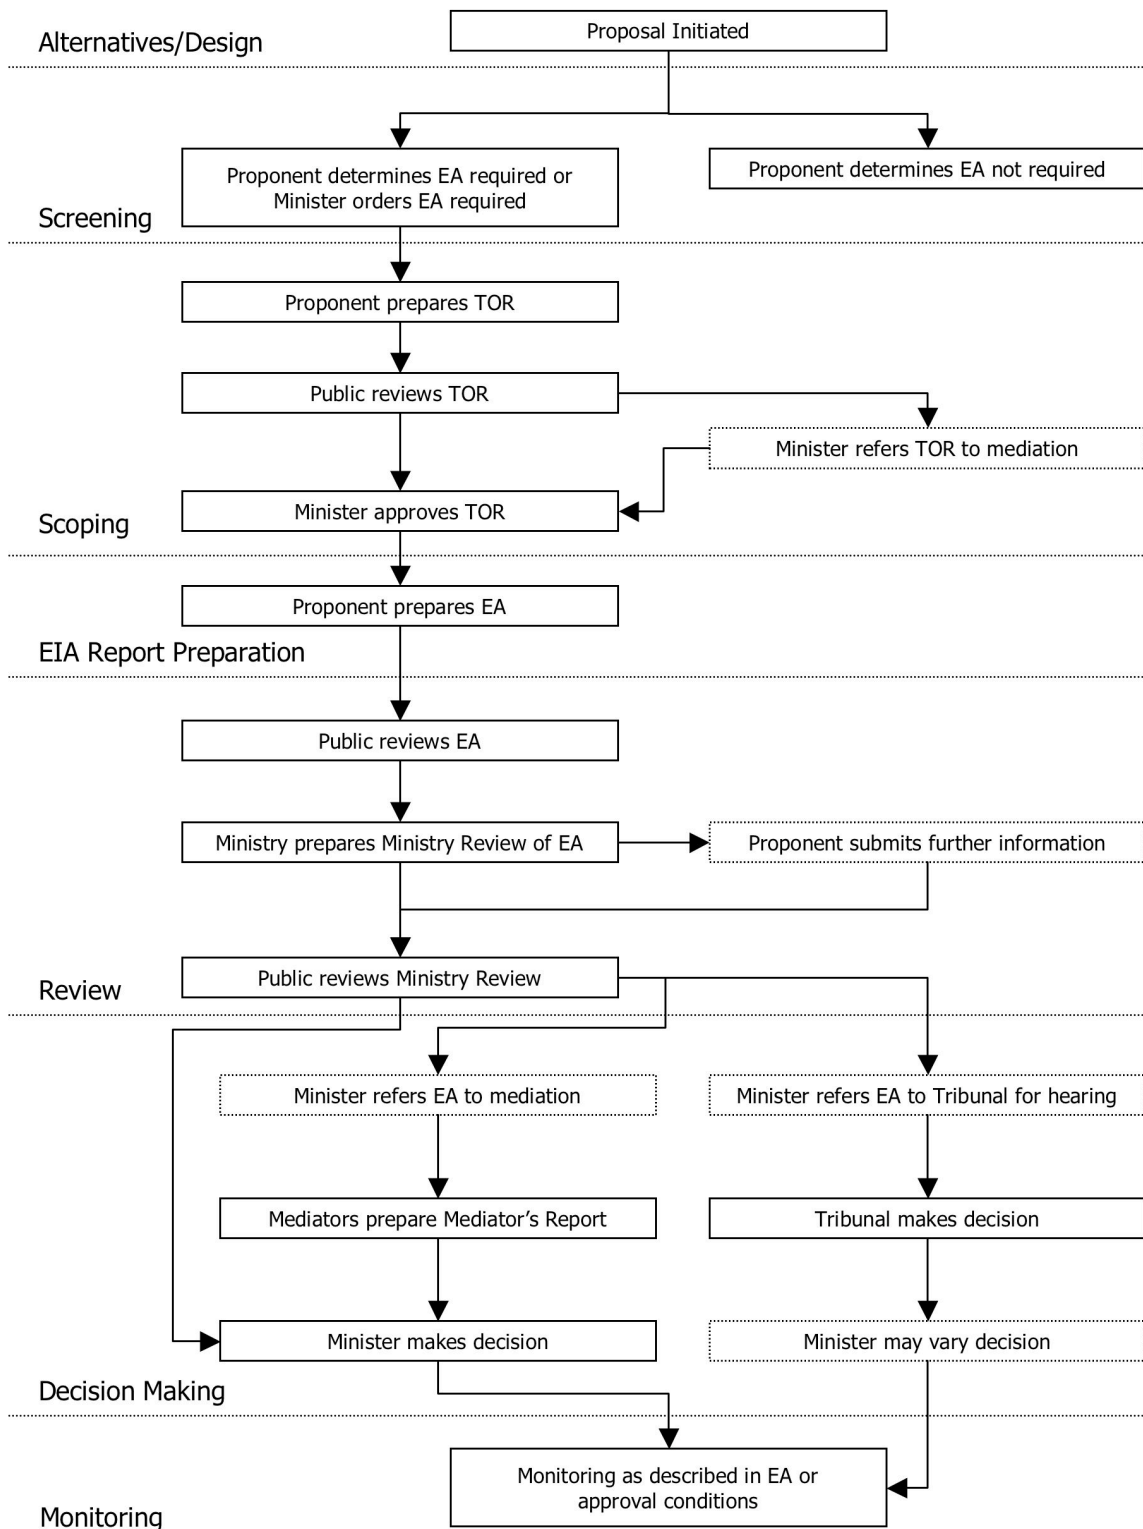 Proposal Initiated
Alternatives/Design
Proponent determines EA required or
Minister orders EA required
Proponent determines EA not required
Screening
Proponent prepares TOR
Public reviews TOR
Minister refers TOR to mediation
Minister approves TOR
Scoping
Proponent prepares EA
EIA Report Preparation
Public reviews EA
Ministry prepares Ministry Review of EA
Proponent submits further information
Public reviews Ministry Review
Review
Minister refers EA to mediation
Minister refers EA to Tribunal for hearing
Mediators prepare Mediator’s Report
Tribunal makes decision
Minister makes decision
Minister may vary decision
Decision Making
Monitoring as described in EA or
approval conditions
Monitoring